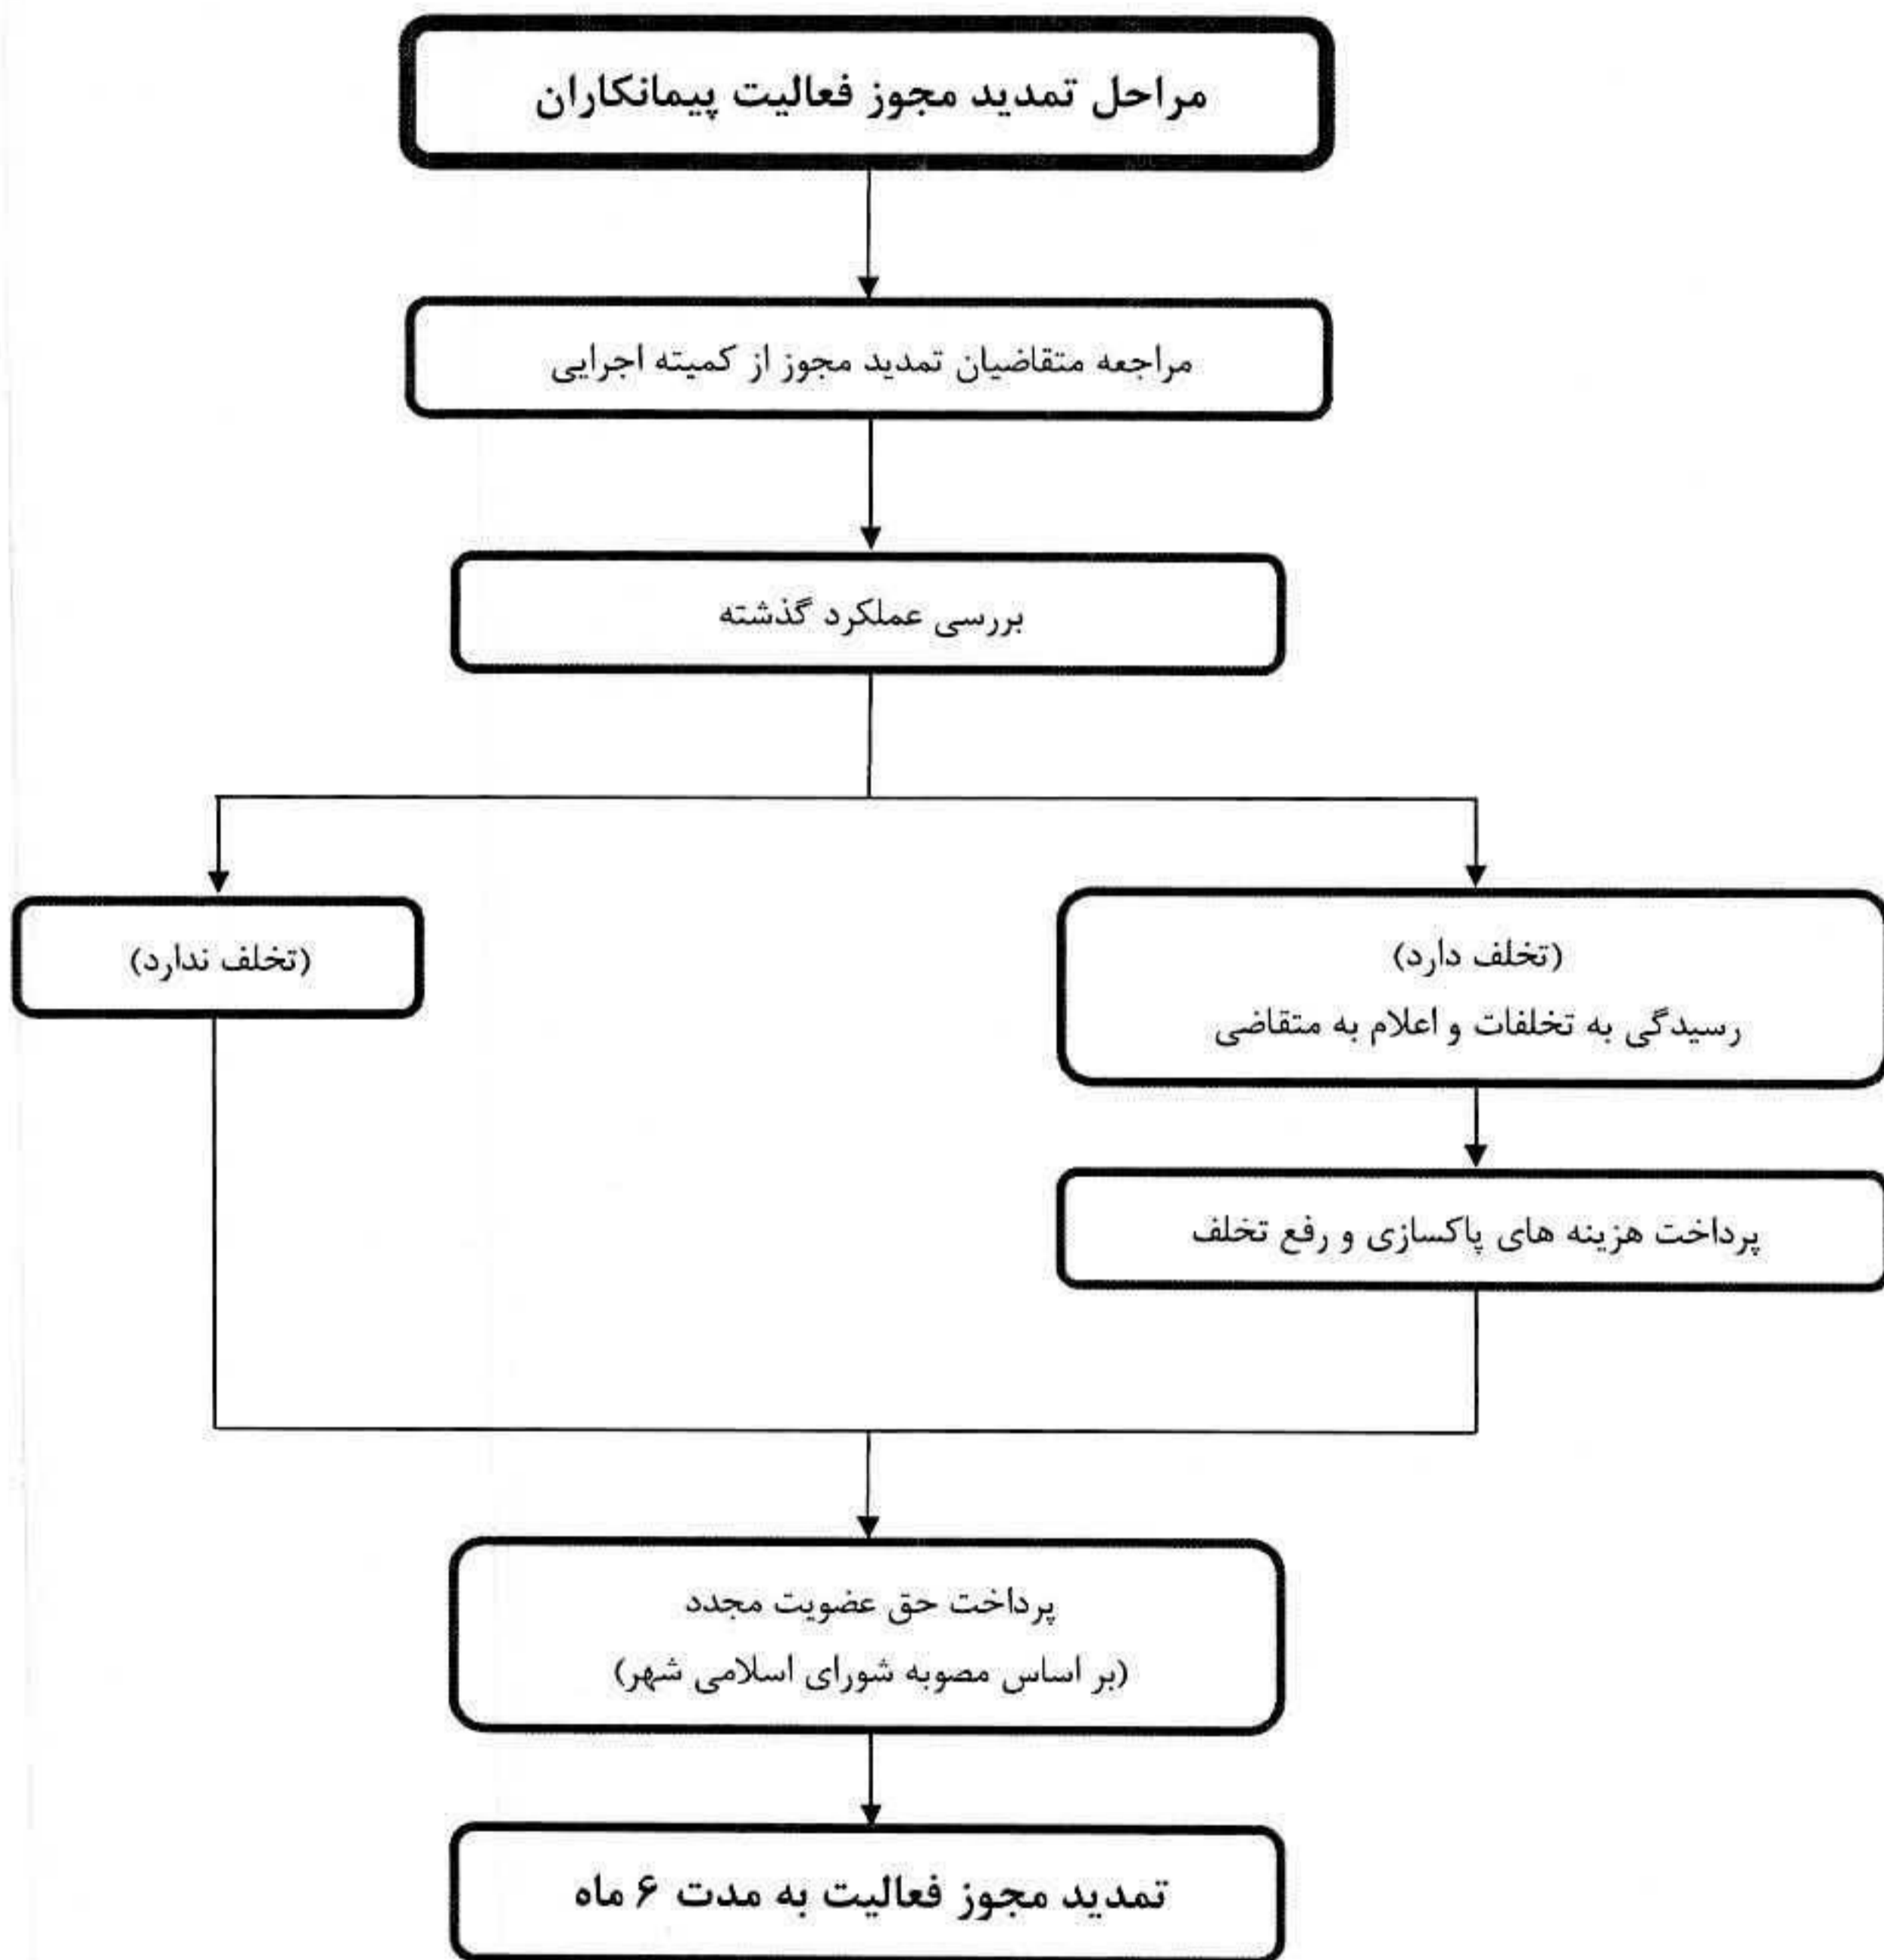 مراحل تمدید مجوز فعالیت پیمانکاران
مراجعه متقاضیان تمدید مجوز از کمیته اجرایی
بررسی عملکرد گذشته
(تخلف دارد)
رسیدگی به تخلفات و اعلام به متقاضی
(تخلف ندارد)
پرداخت هزینه های پاکسازی و رفع تخلف
پرداخت حق عضویت مجدد
(بر اساس مصوبه شورای اسلامی شهر)
تمدید مجوز فعالیت به مدت ۶ ماه